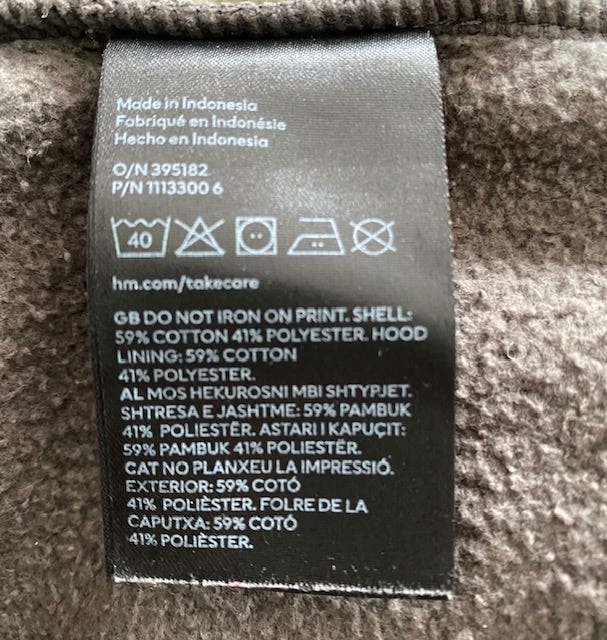 Made in Indonesia
Fabriqué en Indonésie
Hecho en Indonesia
O/N 395182
P/N 1113300 6
40
hm.com/takecare
GB DO NOT IRON ON PRINT. SHELL:
59% COTTON 41% POLYESTER. HOOD
LINING: 59% COTTON
41% POLYESTER.
AL MOS HEKUROSNI MBI SHTYPJET.
SHTRESA E JASHTME: 59% PAMBUK
41% POLIESTËR. ASTARI I KAPUÇIT:
59% PAMBUK 41% POLIESTËR.
CAT NO PLANXEU LA IMPRESSIÓ.
EXTERIOR: 59% COTÓ
41% POLIÈSTER. FOLRE DE LA
CAPUTXA: 59% COTÓ
41% POLIÈSTER.